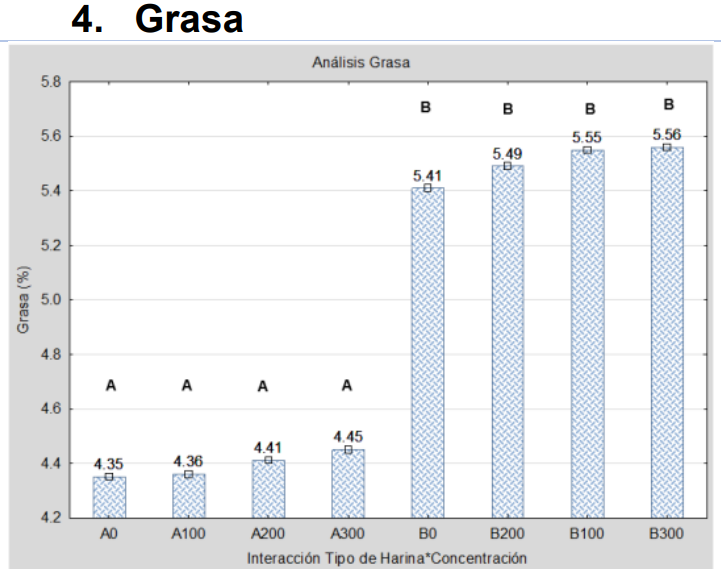 4. Grasa
Análisis Grasa
5.8
5.6
5.4
5.2
5.0
4.8
4.6
4.4
4.2
Grasa (%)
A A A A B B B B
4.35 4.36 4.41 4.45 5.41 5.49 5.55 5.56
A0 A100 A200 A300 B0 B200 B100 B300
Interacción Tipo de Harina*Concentración